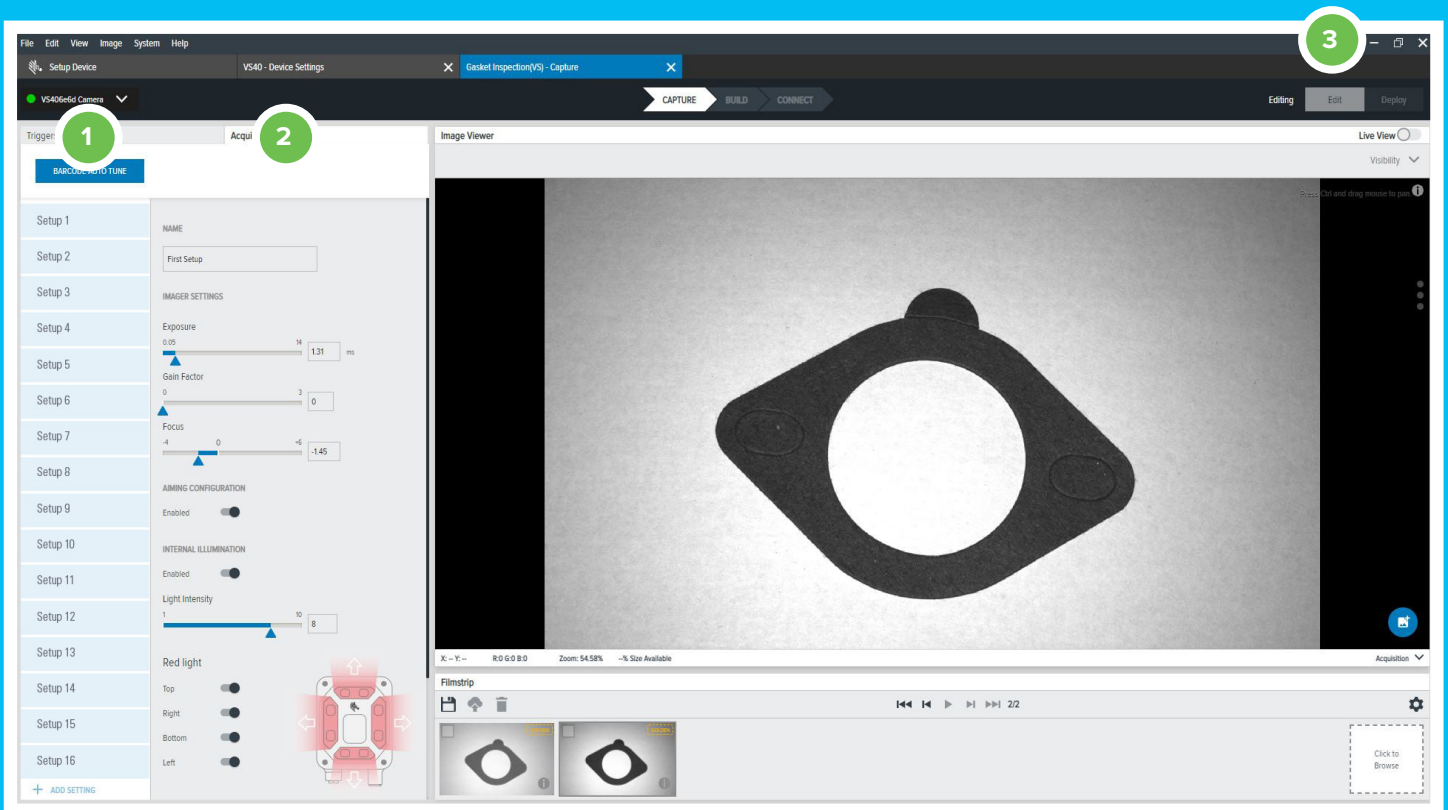 3
File Edit View Image System Help
Setup Device
VS40 - Device Settings
Gasket Inspection(VS) - Capture
VS406e6d Camera
CAPTURE BUILD CONNECT
Editing Edit Deploy
1
2
BARCODE AUTO TUNE
Setup 1
Setup 2
Setup 3
Setup 4
Setup 5
Setup 6
Setup 7
Setup 8
Setup 9
Setup 10
Setup 11
Setup 12
Setup 13
Setup 14
Setup 15
Setup 16
+ ADD SETTING
NAME
First Setup
IMAGER SETTINGS
Exposure
0.05 14
1.31 ms
Gain Factor
0 3
0
Focus
-4 0 +6
-1.45
AIMING CONFIGURATION
Enabled
INTERNAL ILLUMINATION
Enabled
Light Intensity
1 10
8
Red light
Top
Right
Bottom
Left
Image Viewer
Live View
Visibility
Press Ctrl and drag mouse to pan.
X: -- Y: -- R:0 G:0 B:0 Zoom: 54.58% --% Size Available
Acquisition
Filmstrip
2/2
GOLDEN
Click to
Browse